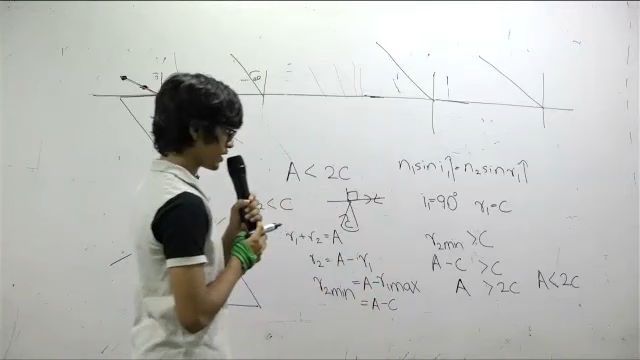 A < 2C
n₁sin i₁↑ = n₂sin r₁↑
< C
i₁=90° r₁=C
r₁ + r₂ = A
r₂min > C
r₂ = A - r₁
A - C > C
r₂min = A - r₁max
A > 2C A < 2C
= A - C